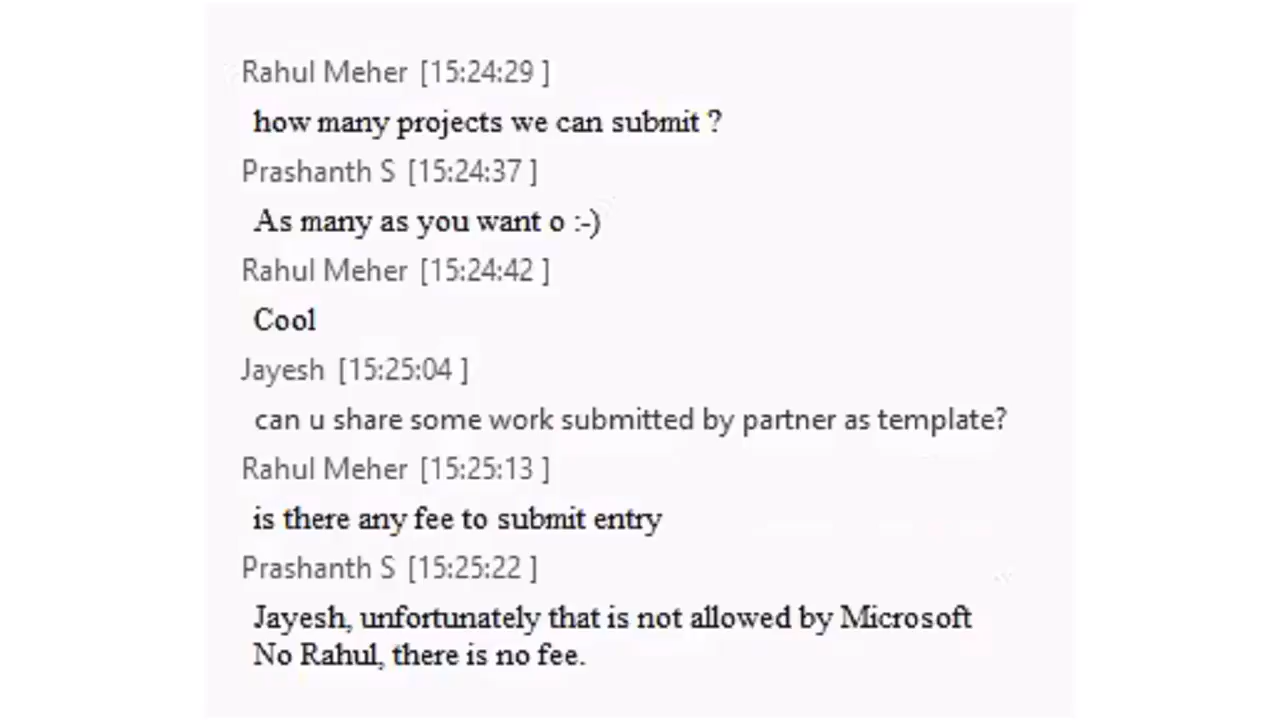 Rahul Meher [15:24:29 ]
how many projects we can submit ?
Prashanth S [15:24:37 ]
As many as you want o :-)
Rahul Meher [15:24:42 ]
Cool
Jayesh [15:25:04 ]
can u share some work submitted by partner as template?
Rahul Meher [15:25:13 ]
is there any fee to submit entry
Prashanth S [15:25:22 ]
Jayesh, unfortunately that is not allowed by Microsoft
No Rahul, there is no fee.